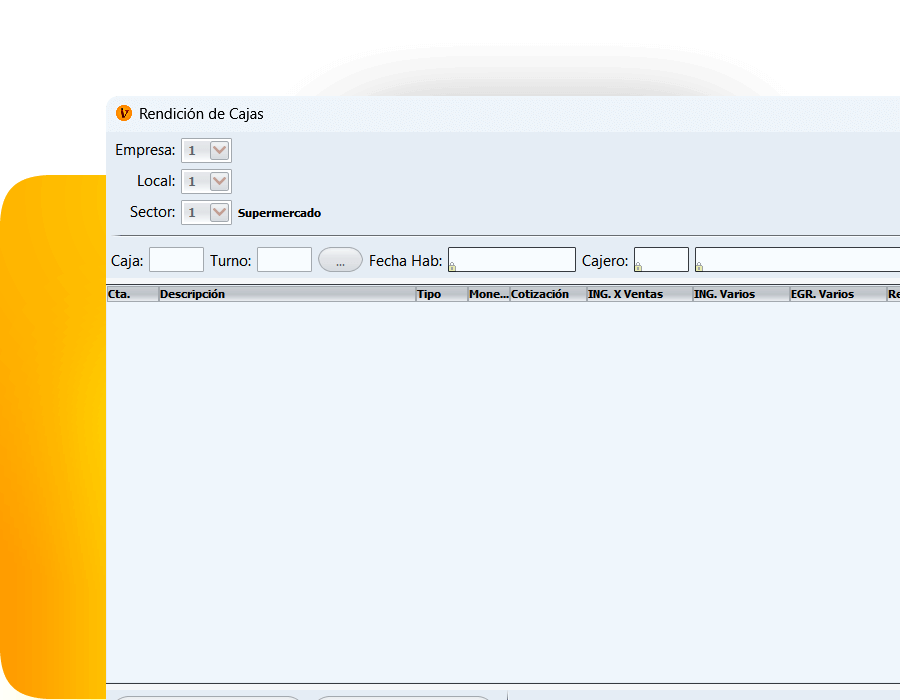 Rendición de Cajas
Empresa: 1
Local: 1
Sector: 1 Supermercado
Caja: Turno: ... Fecha Hab: Cajero:
Cta. Descripción Tipo Mone... Cotización ING. X Ventas ING. Varios EGR. Varios Re